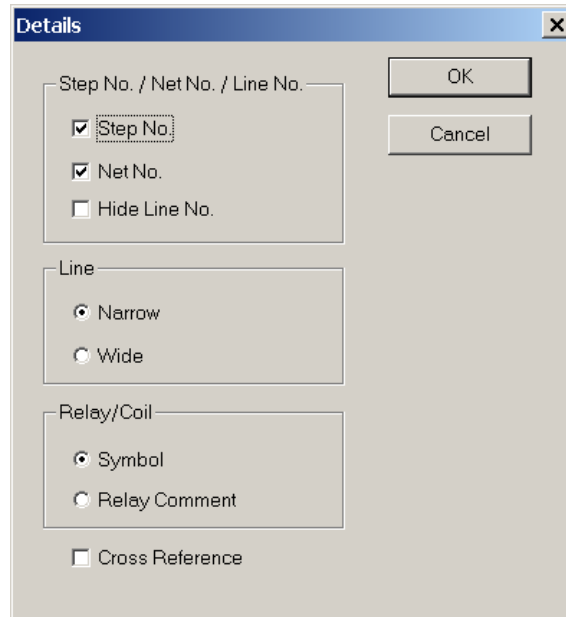 Details
Step No. / Net No. / Line No.
OK
Step No.
Cancel
Net No.
Hide Line No.
Line
Narrow
Wide
Relay/Coil
Symbol
Relay Comment
Cross Reference